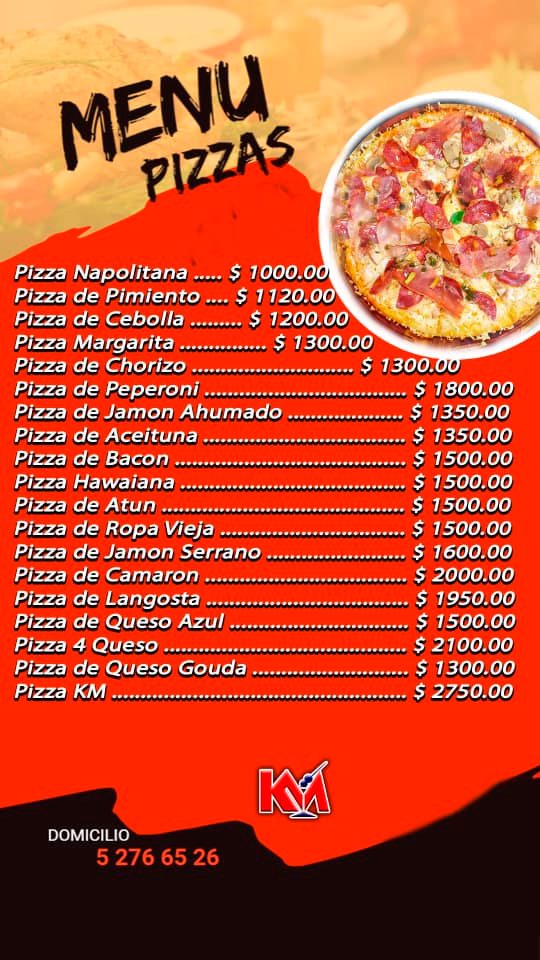 MENU
PIZZAS
Pizza Napolitana ..... $ 1000.00
Pizza de Pimiento .... $ 1120.00
Pizza de Cebolla ......... $ 1200.00
Pizza Margarita ............... $ 1300.00
Pizza de Chorizo ............................ $ 1300.00
Pizza de Peperoni ................................... $ 1800.00
Pizza de Jamon Ahumado .................... $ 1350.00
Pizza de Aceituna ................................... $ 1350.00
Pizza de Bacon ........................................ $ 1500.00
Pizza Hawaiana ....................................... $ 1500.00
Pizza de Atun .......................................... $ 1500.00
Pizza de Ropa Vieja ................................ $ 1500.00
Pizza de Jamon Serrano ........................ $ 1600.00
Pizza de Camaron ................................... $ 2000.00
Pizza de Langosta ................................... $ 1950.00
Pizza de Queso Azul ............................... $ 1500.00
Pizza 4 Queso .......................................... $ 2100.00
Pizza de Queso Gouda ........................... $ 1300.00
Pizza KM ................................................... $ 2750.00
KM
DOMICILIO
5 276 65 26